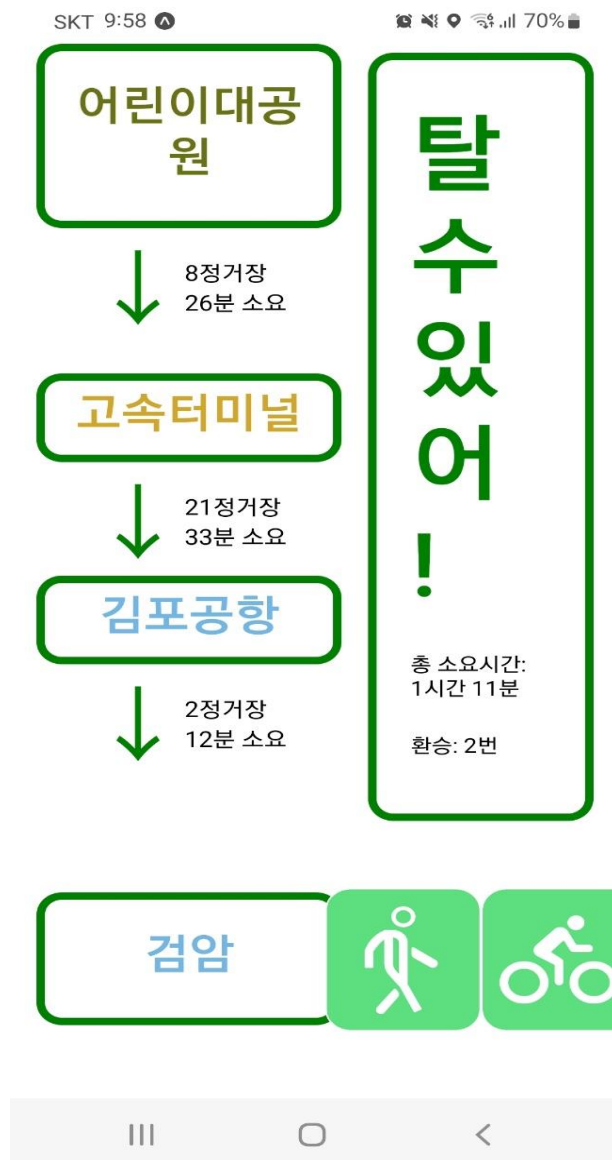 SKT 9:58
70%
어린이대공
원
8정거장
26분 소요
고속터미널
21정거장
33분 소요
김포공항
2정거장
12분 소요
검암
탈
수
있
어
!
총 소요시간:
1시간 11분
환승: 2번